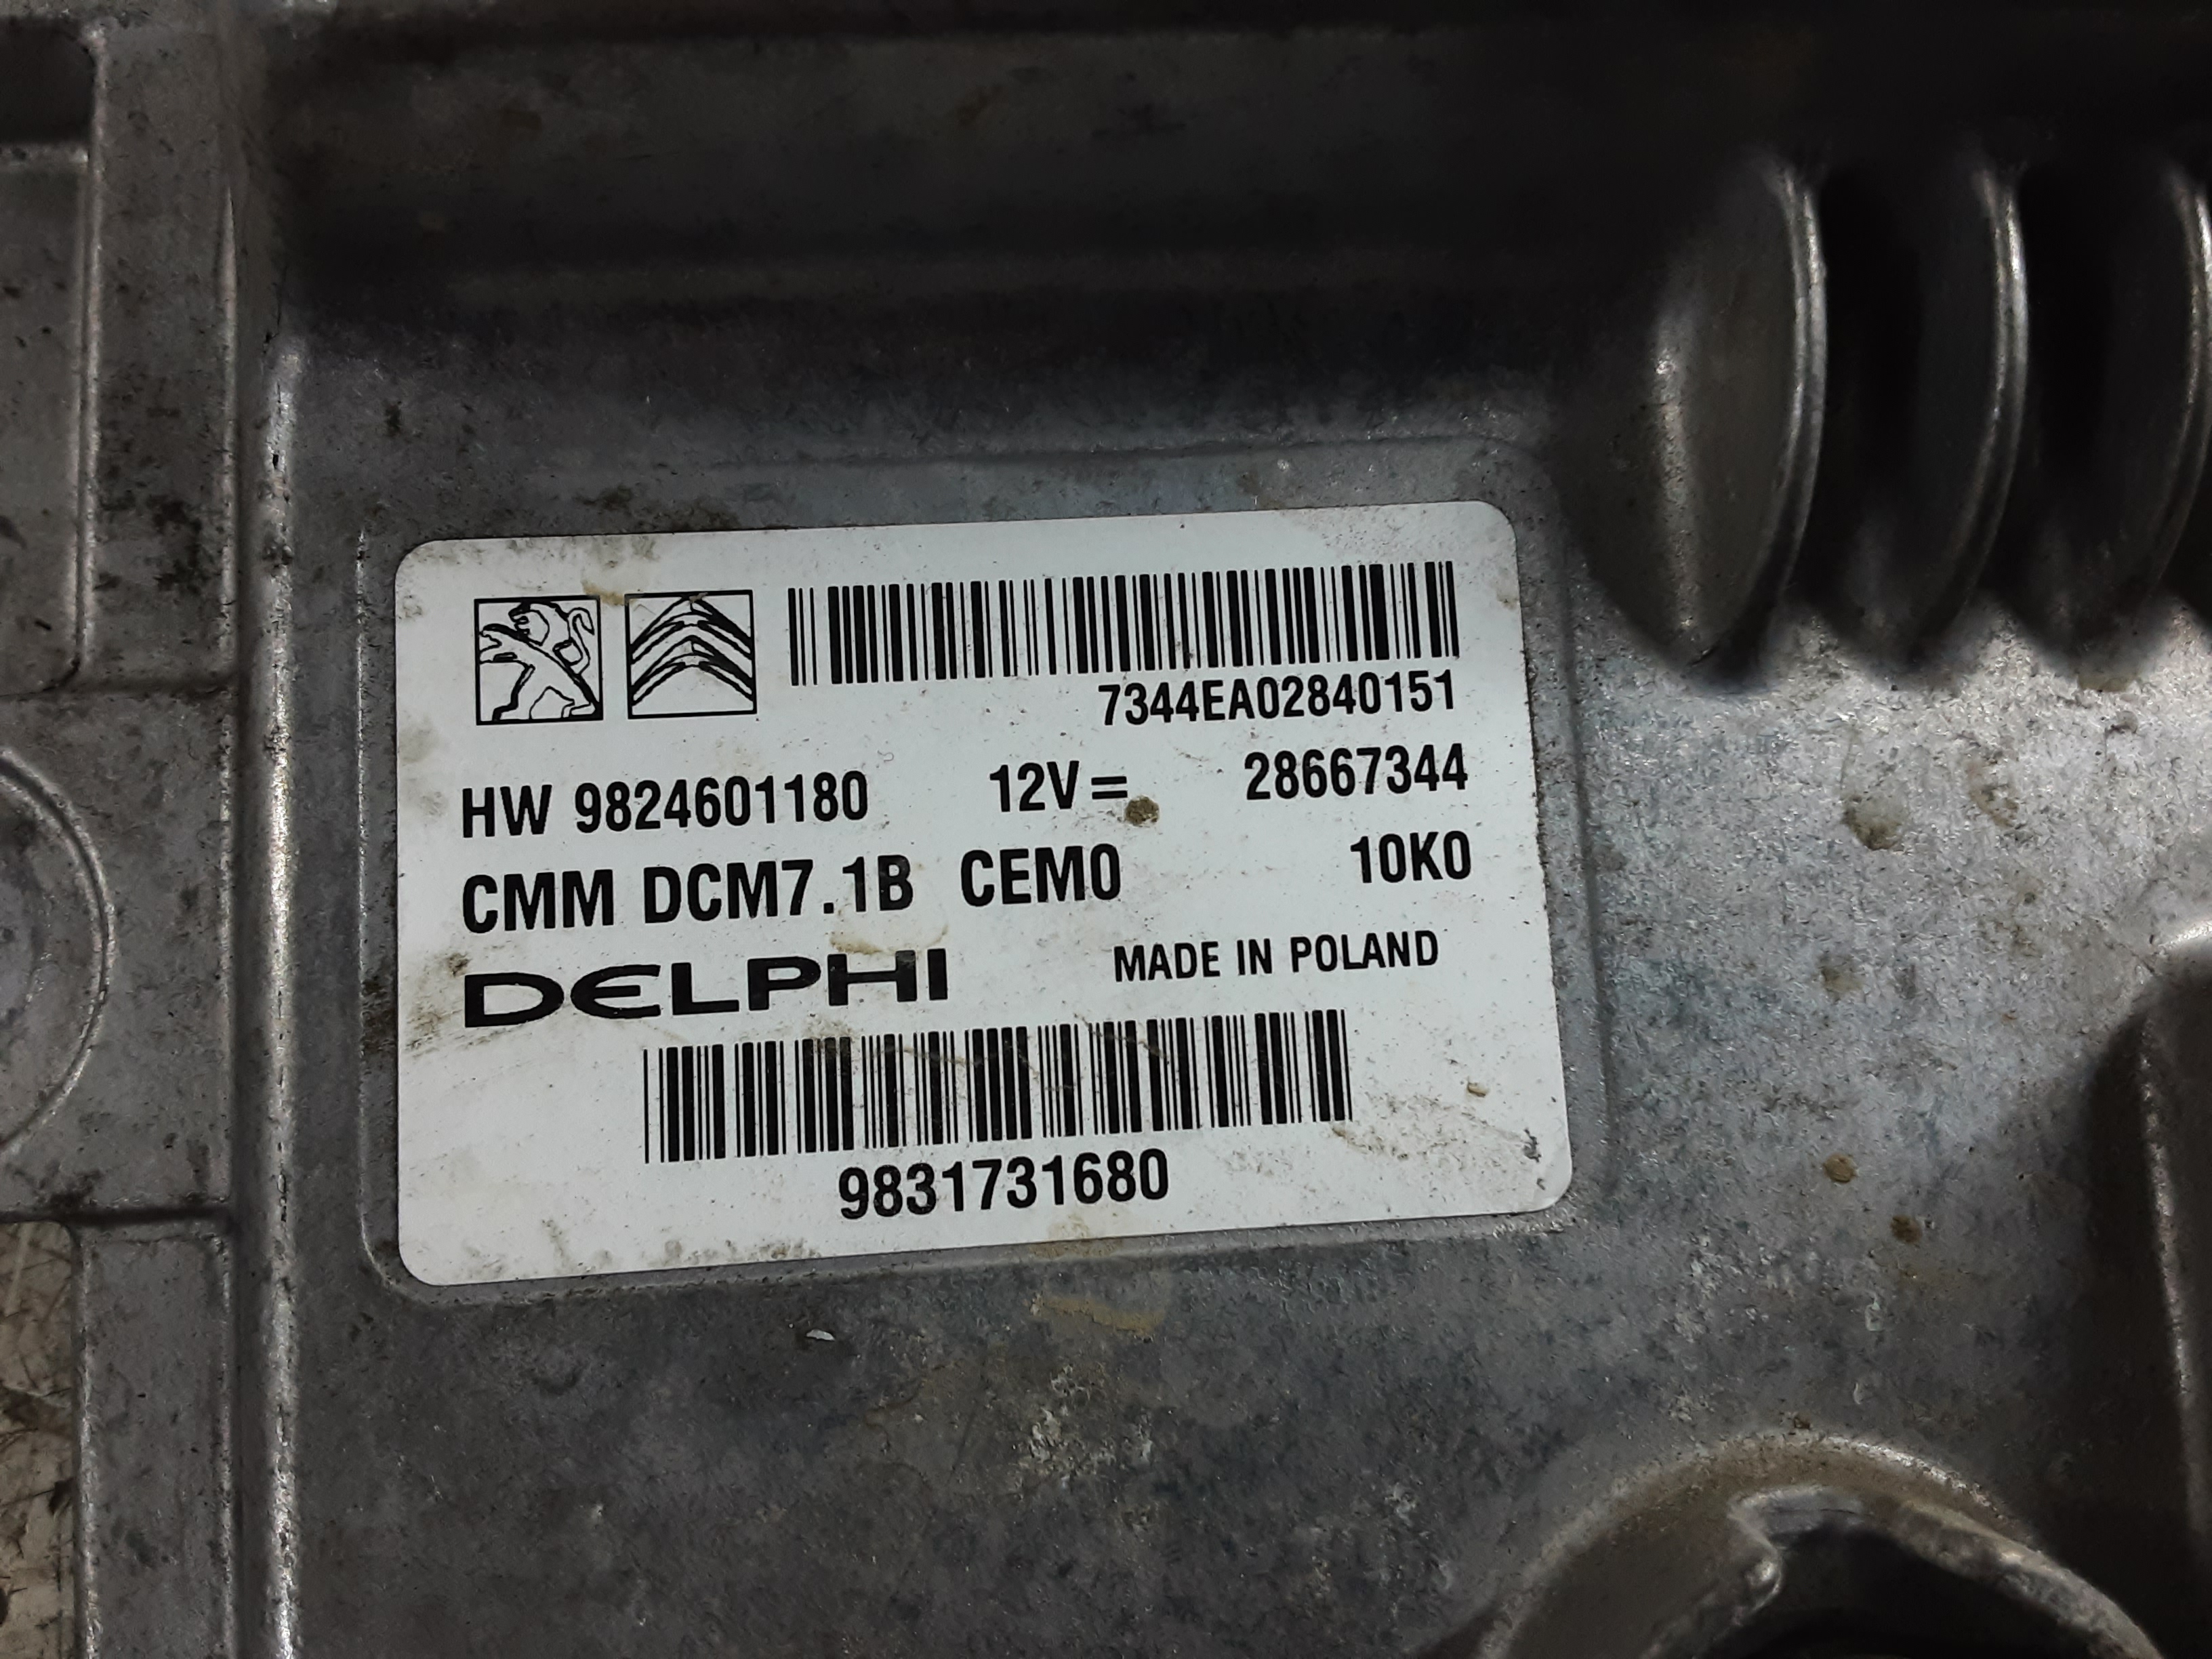 7344EA02840151
HW 9824601180 12V= 28667344
CMM DCM7.1B CEM0 10K0
DELPHI MADE IN POLAND
9831731680